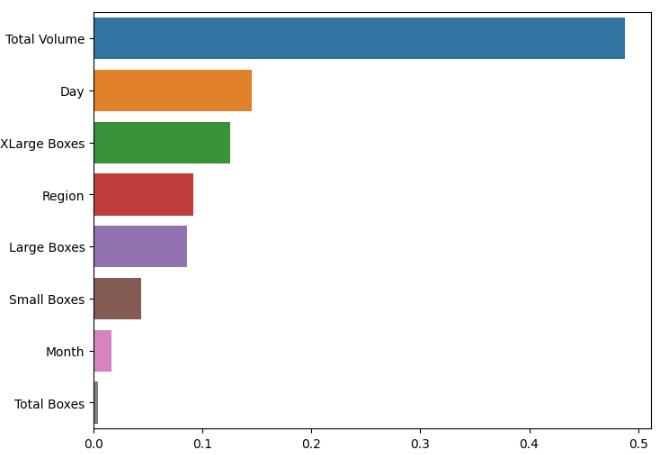 Total Volume
Day
XLarge Boxes
Region
Large Boxes
Small Boxes
Month
Total Boxes
0.0 0.1 0.2 0.3 0.4 0.5